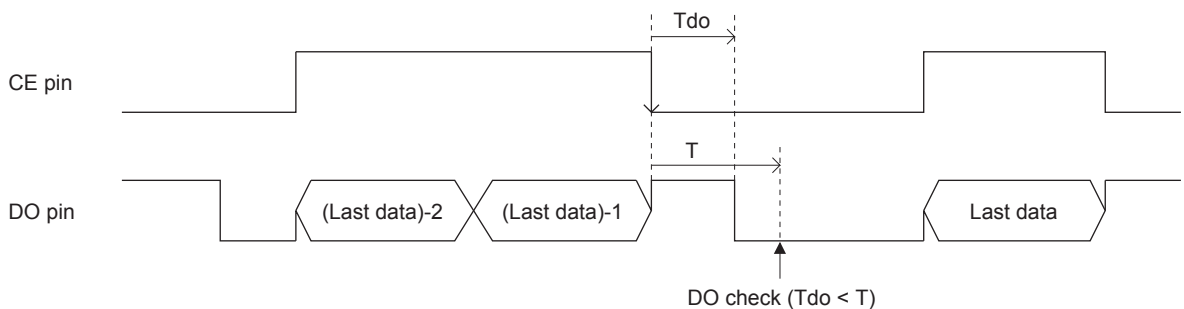 Tdo
CE pin
T
DO pin
(Last data)-2
(Last data)-1
Last data
DO check (Tdo < T)